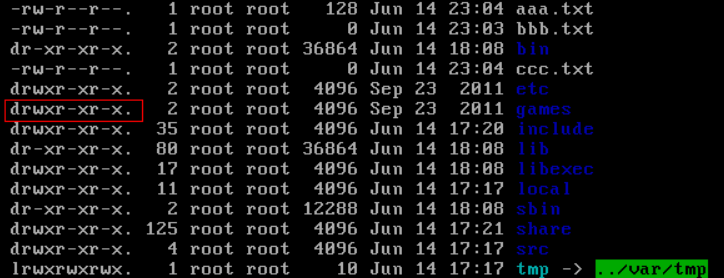 -rw-r--r--. 1 root root 128 Jun 14 23:04 aaa.txt
-rw-r--r--. 1 root root 0 Jun 14 23:03 bbb.txt
dr-xr-xr-x. 2 root root 36864 Jun 14 18:08 bin
-rw-r--r--. 1 root root 0 Jun 14 23:04 ccc.txt
drwxr-xr-x. 2 root root 4096 Sep 23 2011 etc
drwxr-xr-x. 2 root root 4096 Sep 23 2011 games
drwxr-xr-x. 35 root root 4096 Jun 14 17:20 include
dr-xr-xr-x. 80 root root 36864 Jun 14 18:08 lib
drwxr-xr-x. 17 root root 4096 Jun 14 18:08 libexec
drwxr-xr-x. 11 root root 4096 Jun 14 17:17 local
dr-xr-xr-x. 2 root root 12288 Jun 14 18:08 sbin
drwxr-xr-x. 125 root root 4096 Jun 14 17:21 share
drwxr-xr-x. 4 root root 4096 Jun 14 17:17 src
lrwxrwxrwx. 1 root root 10 Jun 14 17:17 tmp -> ../var/tmp